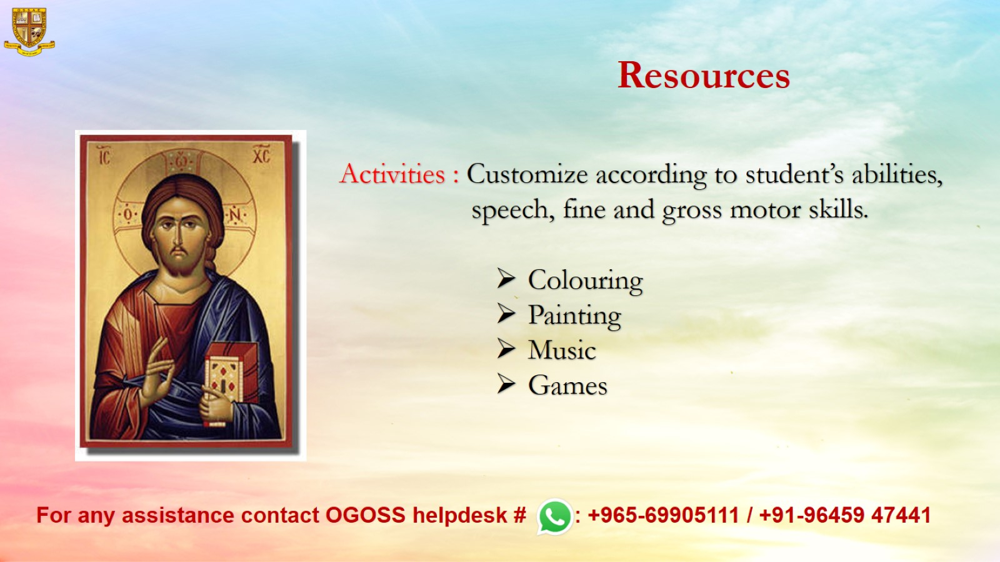 OSSAE
Resources
IC XC
ὁ ὤ Ν
Activities : Customize according to student’s abilities,
speech, fine and gross motor skills.
➢ Colouring
➢ Painting
➢ Music
➢ Games
For any assistance contact OGOSS helpdesk # : +965-69905111 / +91-96459 47441